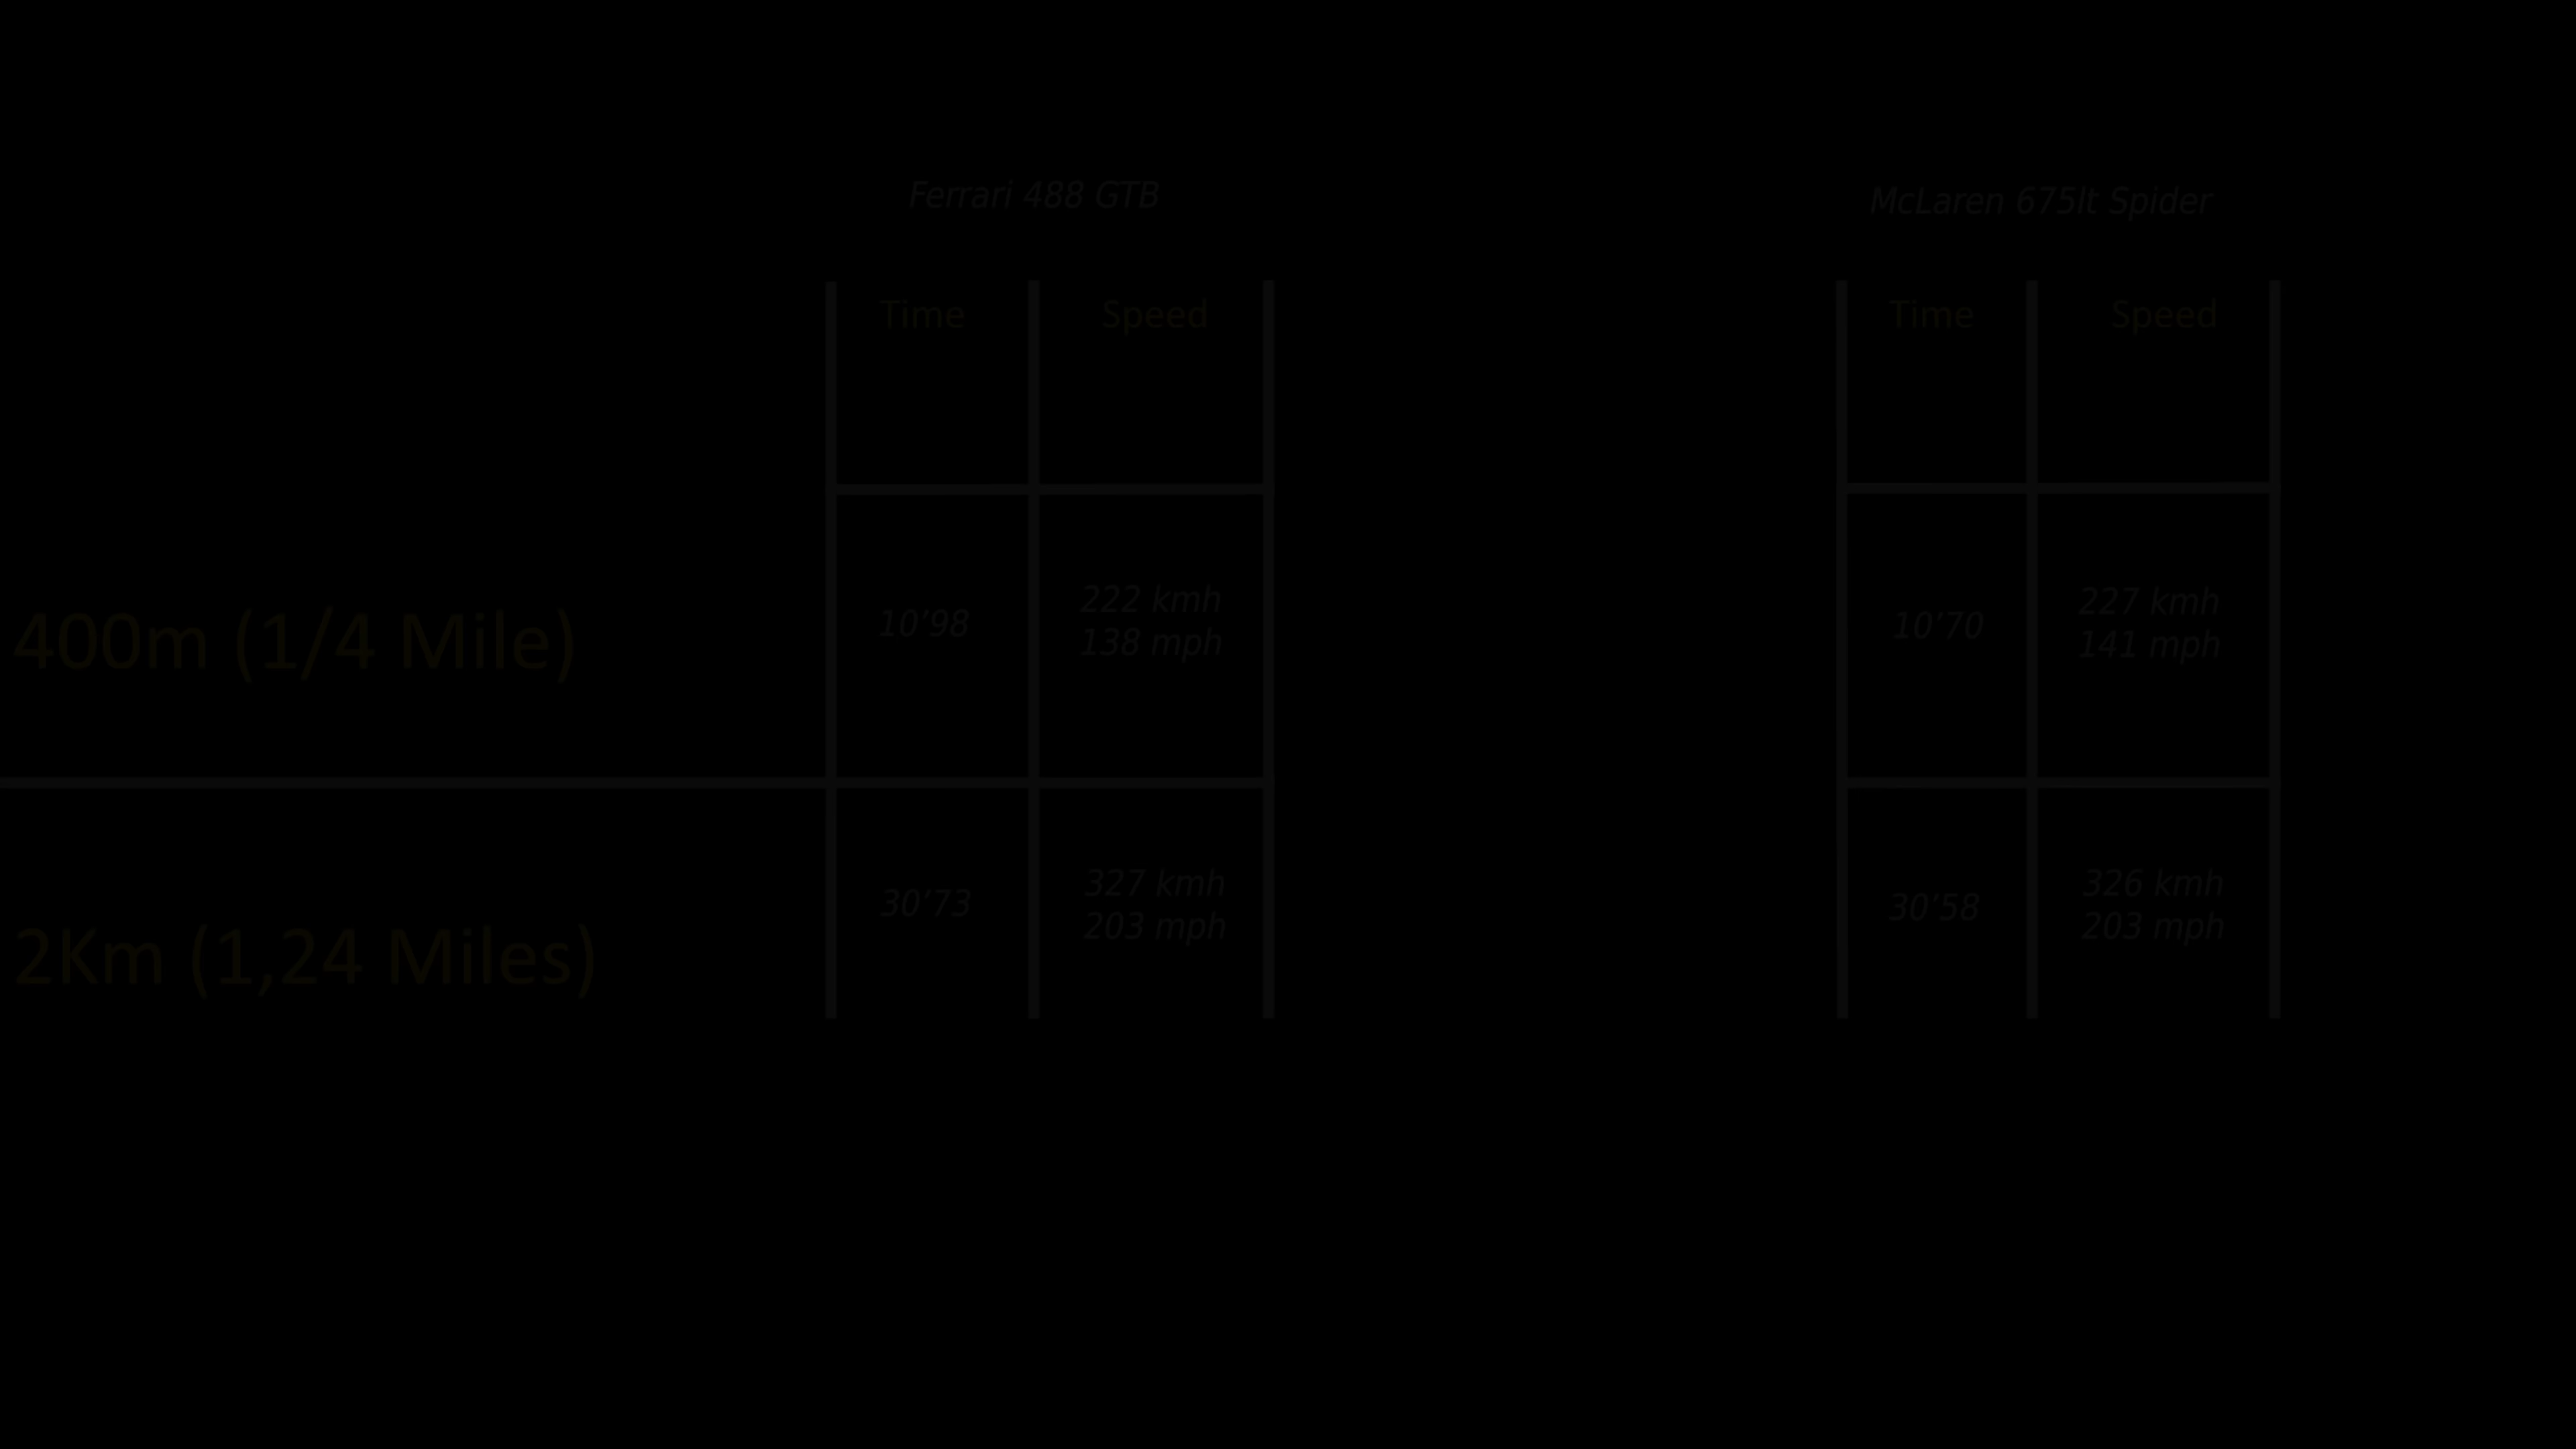 Ferrari 488 GTB
McLaren 675lt Spider
Time
Speed
Time
Speed
400m (1/4 Mile)
10'98
222 kmh
138 mph
10'70
227 kmh
141 mph
2Km (1,24 Miles)
30'73
327 kmh
203 mph
30'58
326 kmh
203 mph